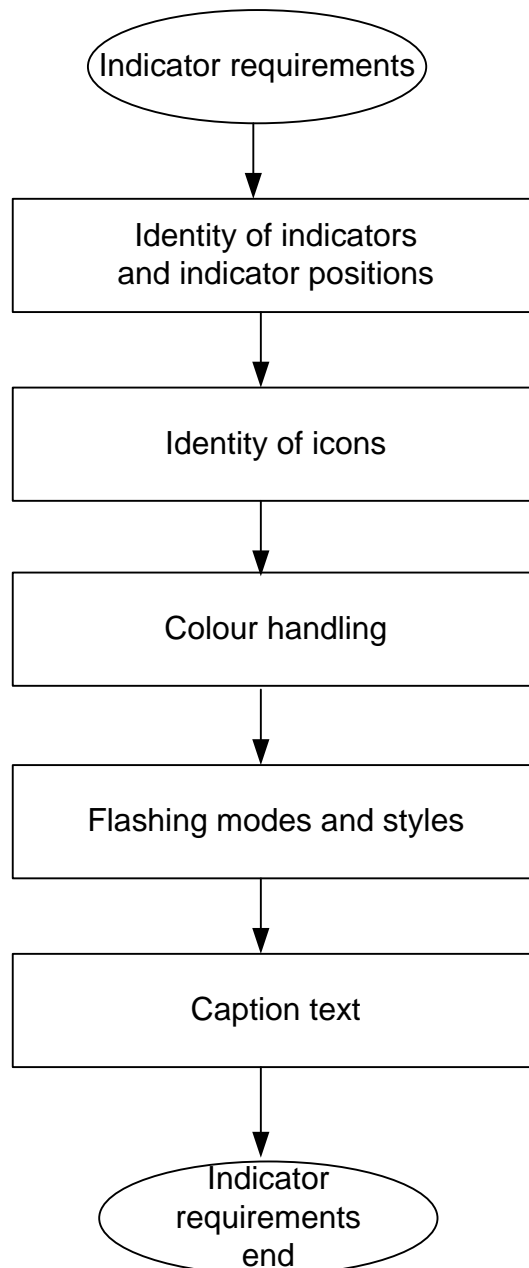 Indicator requirements
Identity of indicators
and indicator positions
Identity of icons
Colour handling
Flashing modes and styles
Caption text
Indicator
requirements
end